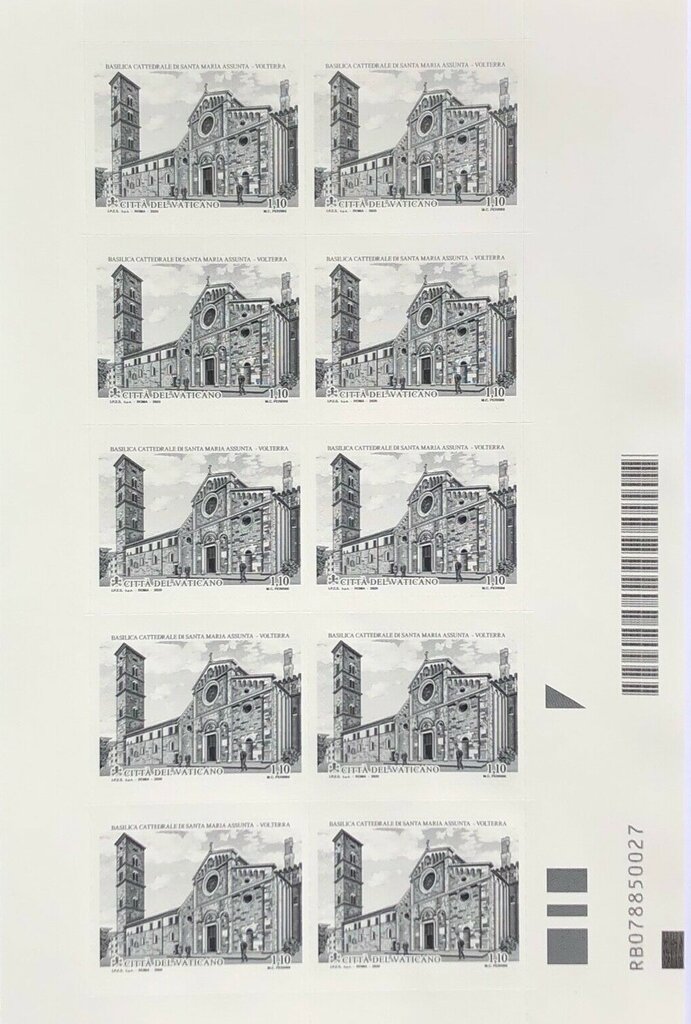 BASILICA CATTEDRALE DI SANTA MARIA ASSUNTA - VOLTERRA
CITTÀ DEL VATICANO 1,10
I.P.Z.S. S.p.A. - ROMA - 2020 M.C. PERRINI
BASILICA CATTEDRALE DI SANTA MARIA ASSUNTA - VOLTERRA
CITTÀ DEL VATICANO 1,10
I.P.Z.S. S.p.A. - ROMA - 2020 M.C. PERRINI
BASILICA CATTEDRALE DI SANTA MARIA ASSUNTA - VOLTERRA
CITTÀ DEL VATICANO 1,10
I.P.Z.S. S.p.A. - ROMA - 2020 M.C. PERRINI
BASILICA CATTEDRALE DI SANTA MARIA ASSUNTA - VOLTERRA
CITTÀ DEL VATICANO 1,10
I.P.Z.S. S.p.A. - ROMA - 2020 M.C. PERRINI
BASILICA CATTEDRALE DI SANTA MARIA ASSUNTA - VOLTERRA
CITTÀ DEL VATICANO 1,10
I.P.Z.S. S.p.A. - ROMA - 2020 M.C. PERRINI
BASILICA CATTEDRALE DI SANTA MARIA ASSUNTA - VOLTERRA
CITTÀ DEL VATICANO 1,10
I.P.Z.S. S.p.A. - ROMA - 2020 M.C. PERRINI
BASILICA CATTEDRALE DI SANTA MARIA ASSUNTA - VOLTERRA
CITTÀ DEL VATICANO 1,10
I.P.Z.S. S.p.A. - ROMA - 2020 M.C. PERRINI
BASILICA CATTEDRALE DI SANTA MARIA ASSUNTA - VOLTERRA
CITTÀ DEL VATICANO 1,10
I.P.Z.S. S.p.A. - ROMA - 2020 M.C. PERRINI
BASILICA CATTEDRALE DI SANTA MARIA ASSUNTA - VOLTERRA
CITTÀ DEL VATICANO 1,10
I.P.Z.S. S.p.A. - ROMA - 2020 M.C. PERRINI
BASILICA CATTEDRALE DI SANTA MARIA ASSUNTA - VOLTERRA
CITTÀ DEL VATICANO 1,10
I.P.Z.S. S.p.A. - ROMA - 2020 M.C. PERRINI
RB078850027